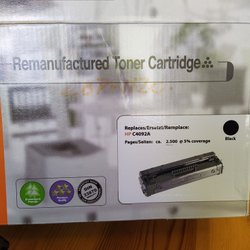 Remanufactured Toner Cartridge
Replaces/Ersetzt/Remplace:
HP C4092A
Pages/Seiten: ca. 2.500 @ 5% coverage
Black